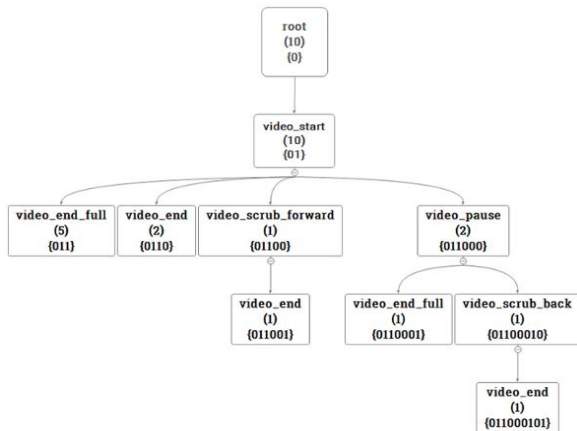 root
(10)
{0}
video_start
(10)
{01}
video_end_full
(5)
{011}
video_end
(2)
{0110}
video_scrub_forward
(1)
{01100}
video_pause
(2)
{011000}
video_end
(1)
{011001}
video_end_full
(1)
{0110001}
video_scrub_back
(1)
{01100010}
video_end
(1)
{011000101}